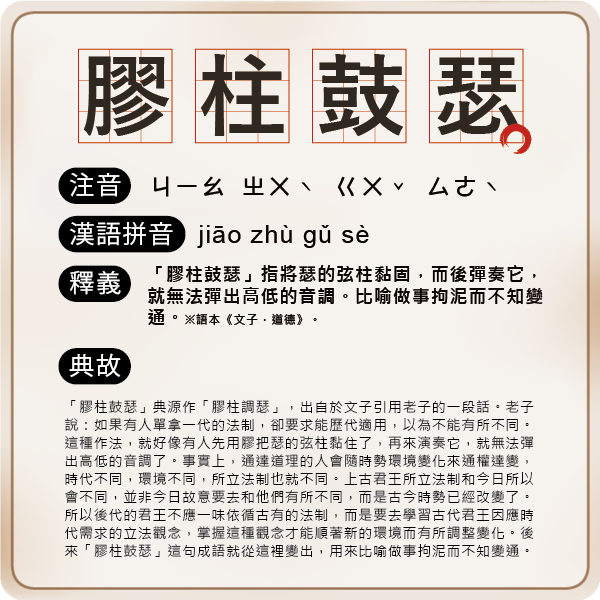 膠柱鼓瑟
注音 ㄐㄧㄠ ㄓㄨˋ ㄍㄨˇ ㄙㄜˋ
漢語拼音 jiāo zhù gǔ sè
釋義
「膠柱鼓瑟」指將瑟的弦柱黏固，而後彈奏它，
就無法彈出高低的音調。比喻做事拘泥而不知變
通。※語本《文子．道德》。
典故
「膠柱鼓瑟」典源作「膠柱調瑟」，出自於文子引用老子的一段話。老子
說：如果有人單拿一代的法制，卻要求能歷代適用，以為不能有所不同。
這種作法，就好像有人先用膠把瑟的弦柱黏住了，再來演奏它，就無法彈
出高低的音調了。事實上，通達道理的人會隨時勢環境變化來通權達變，
時代不同，環境不同，所立法制也就不同。上古君王所立法制和今日所以
會不同，並非今日故意要去和他們有所不同，而是古今時勢已經改變了。
所以後代的君王不應一味依循古有的法制，而是要去學習古代君王因應時
代需求的立法觀念，掌握這種觀念才能順著新的環境而有所調整變化。後
來「膠柱鼓瑟」這句成語就從這裡變出，用來比喻做事拘泥而不知變通。